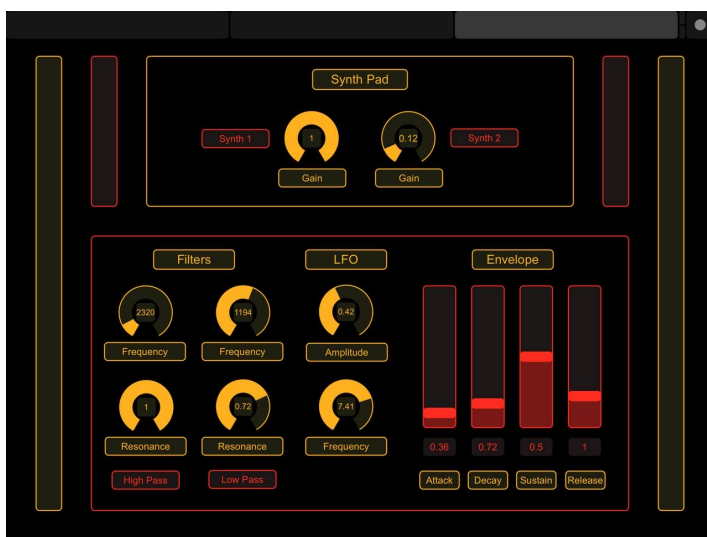 Synth Pad
Synth 1
1
0.12
Synth 2
Gain
Gain
Filters
LFO
Envelope
2320
1194
0.42
Frequency
Frequency
Amplitude
1
0.72
7.41
Resonance
Resonance
Frequency
0.36
0.72
0.5
1
High Pass
Low Pass
Attack
Decay
Sustain
Release